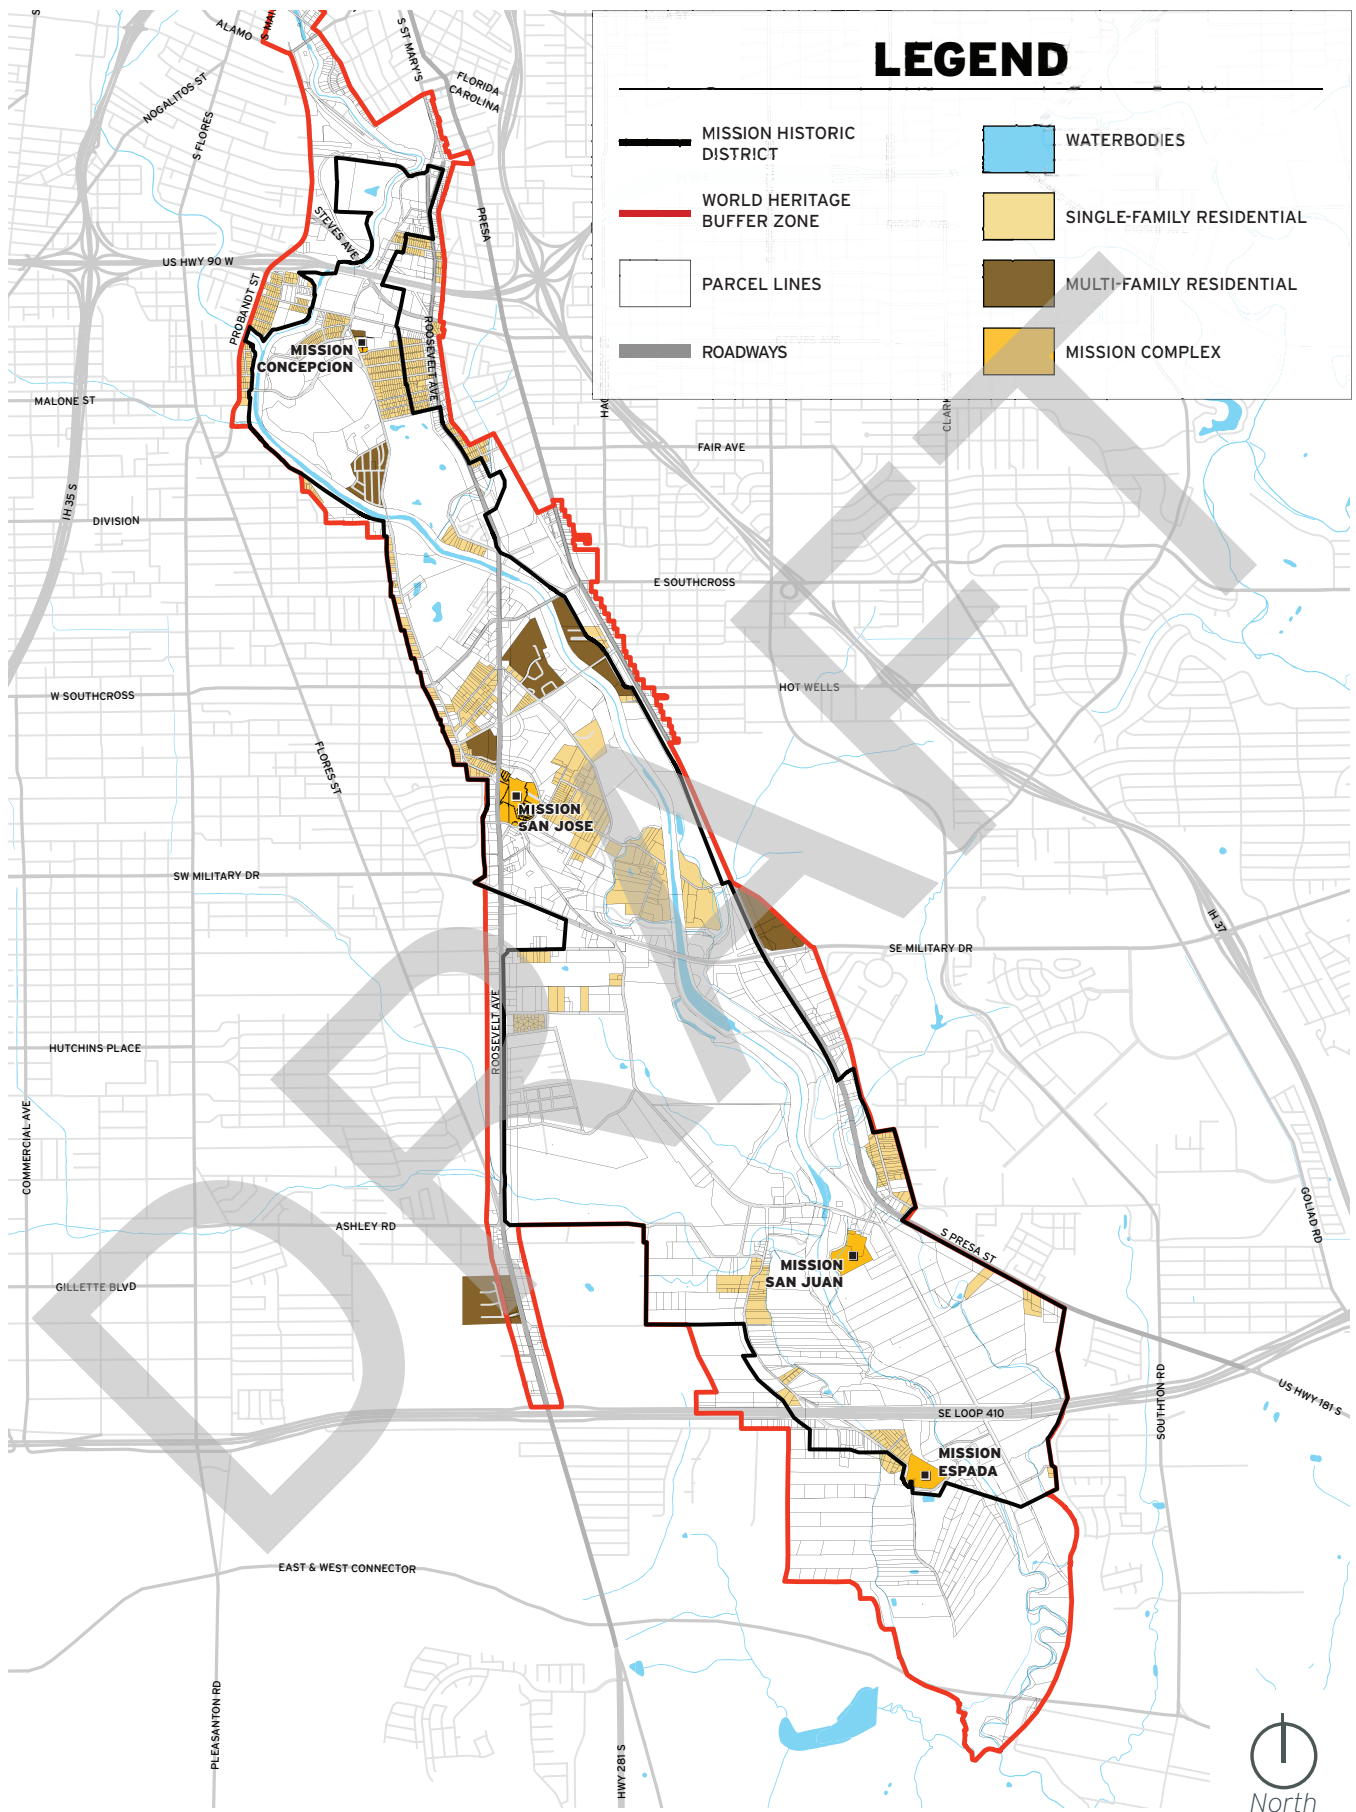 ALAMO
S MAI
S ST MARY'S
FLORIDA
CAROLINA
NOGALITOS ST
S FLORES
PRESA
STEVES AVE
US HWY 90 W
PROBANDT ST
ROOSEVELT AVE
MISSION
CONCEPCION
MALONE ST
LEGEND
MISSION HISTORIC
DISTRICT
WORLD HERITAGE
BUFFER ZONE
PARCEL LINES
ROADWAYS
WATERBODIES
SINGLE-FAMILY RESIDENTIAL
MULTI-FAMILY RESIDENTIAL
MISSION COMPLEX
HAC
CLARK
FAIR AVE
IH 35 S
DIVISION
E SOUTHCROSS
W SOUTHCROSS
HOT WELLS
FLORES ST
MISSION
SAN JOSE
SW MILITARY DR
SE MILITARY DR
IH 37
ROOSEVELT AVE
HUTCHINS PLACE
COMMERCIAL AVE
ASHLEY RD
GILLETTE BLVD
S PRESA ST
GOLIAD RD
MISSION
SAN JUAN
SOUTHTON RD
US HWY 181 S
SE LOOP 410
MISSION
ESPADA
EAST & WEST CONNECTOR
PLEASANTON RD
HWY 281 S
North
DRAFT